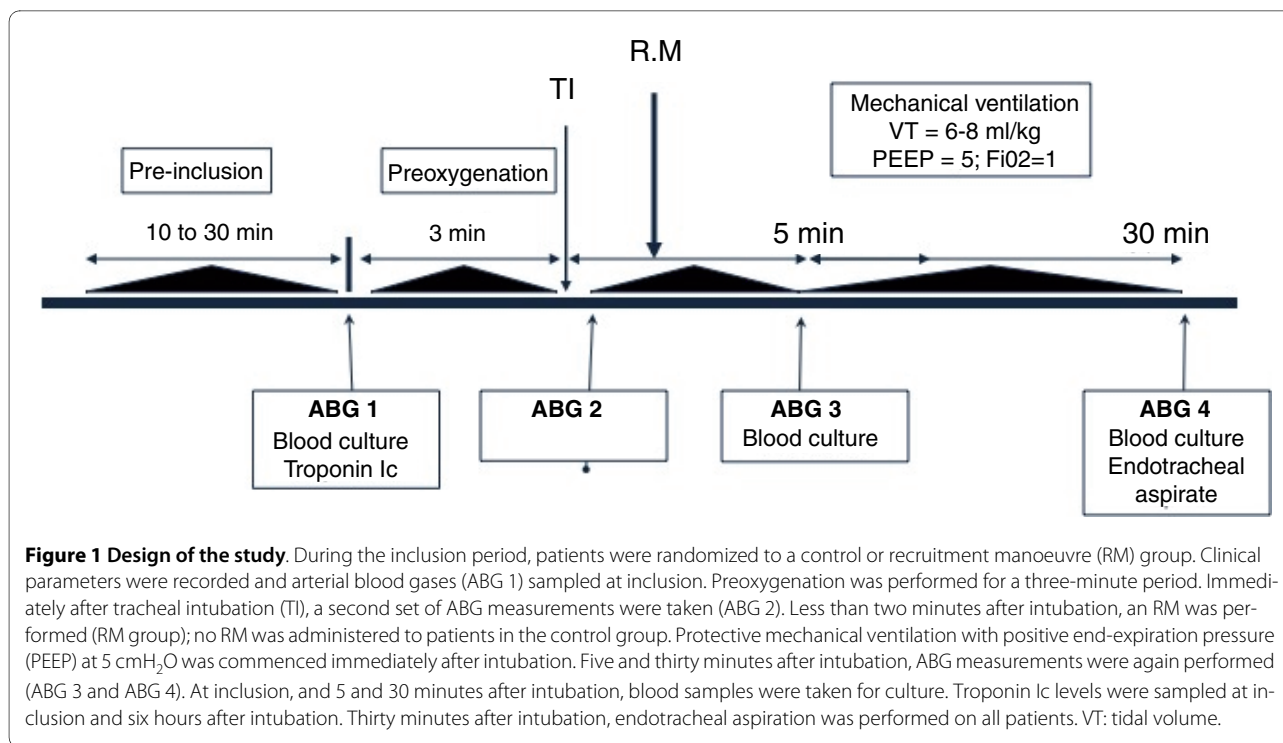 R.M
TI
Mechanical ventilation
VT = 6-8 ml/kg
PEEP = 5; Fi02=1
Pre-inclusion
Preoxygenation
10 to 30 min
3 min
5 min
30 min
ABG 1
Blood culture
Troponin Ic
ABG 2
ABG 3
Blood culture
ABG 4
Blood culture
Endotracheal
aspirate
Figure 1 Design of the study. During the inclusion period, patients were randomized to a control or recruitment manoeuvre (RM) group. Clinical
parameters were recorded and arterial blood gases (ABG 1) sampled at inclusion. Preoxygenation was performed for a three-minute period. Immedi-
ately after tracheal intubation (TI), a second set of ABG measurements were taken (ABG 2). Less than two minutes after intubation, an RM was per-
formed (RM group); no RM was administered to patients in the control group. Protective mechanical ventilation with positive end-expiration pressure
(PEEP) at 5 cmH₂O was commenced immediately after intubation. Five and thirty minutes after intubation, ABG measurements were again performed
(ABG 3 and ABG 4). At inclusion, and 5 and 30 minutes after intubation, blood samples were taken for culture. Troponin Ic levels were sampled at in-
clusion and six hours after intubation. Thirty minutes after intubation, endotracheal aspiration was performed on all patients. VT: tidal volume.